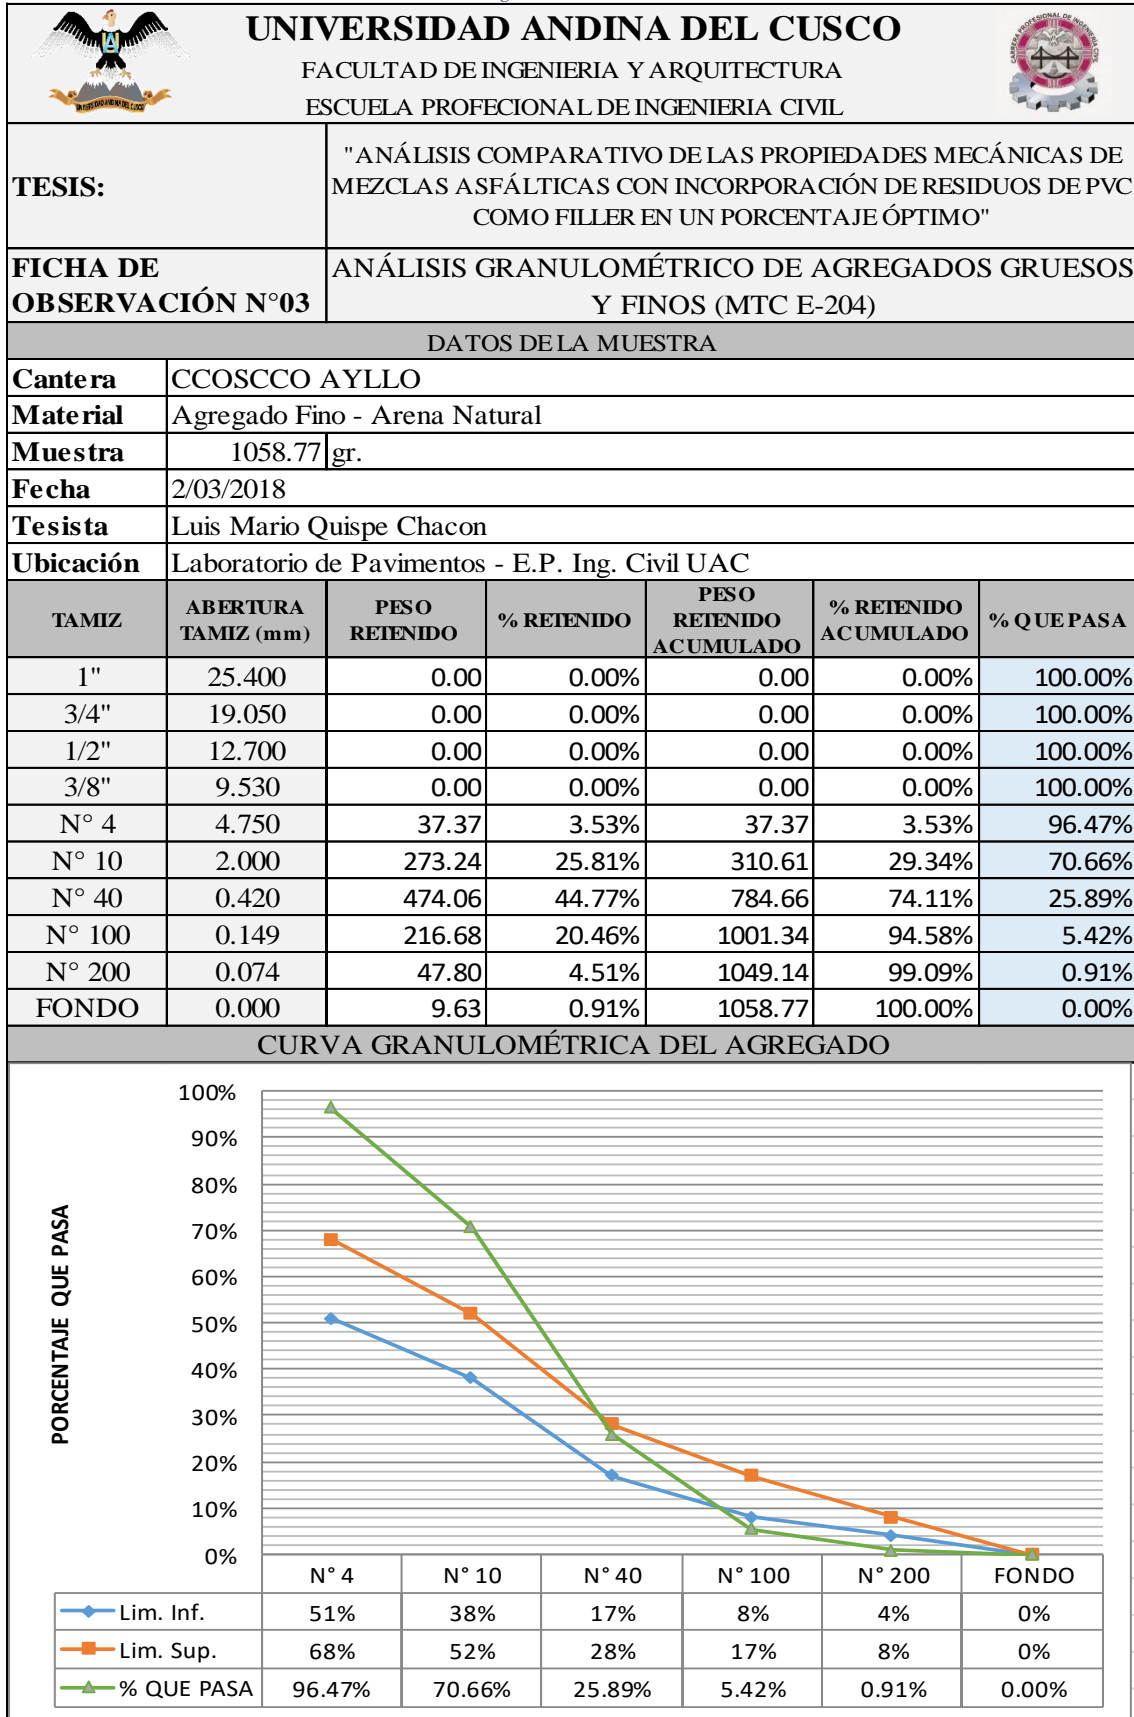 UNIVERSIDAD ANDINA DEL CUSCO
FACULTAD DE INGENIERIA Y ARQUITECTURA
ESCUELA PROFECIONAL DE INGENIERIA CIVIL
UNIVERSIDAD ANDINA DEL CUSCO
CARRERA PROFESIONAL DE INGENIERÍA CIVIL
TESIS:
"ANÁLISIS COMPARATIVO DE LAS PROPIEDADES MECÁNICAS DE
MEZCLAS ASFÁLTICAS CON INCORPORACIÓN DE RESIDUOS DE PVC
COMO FILLER EN UN PORCENTAJE ÓPTIMO"
FICHA DE
OBSERVACIÓN N°03
ANÁLISIS GRANULOMÉTRICO DE AGREGADOS GRUESOS
Y FINOS (MTC E-204)
DATOS DE LA MUESTRA
Cantera CCOSCCO AYLLO
Material Agregado Fino - Arena Natural
Muestra 1058.77 gr.
Fecha 2/03/2018
Tesista Luis Mario Quispe Chacon
Ubicación Laboratorio de Pavimentos - E.P. Ing. Civil UAC
TAMIZ ABERTURA TAMIZ (mm) PESO RETENIDO % RETENIDO PESO RETENIDO ACUMULADO % RETENIDO ACUMULADO % QUE PASA
1" 25.400 0.00 0.00% 0.00 0.00% 100.00%
3/4" 19.050 0.00 0.00% 0.00 0.00% 100.00%
1/2" 12.700 0.00 0.00% 0.00 0.00% 100.00%
3/8" 9.530 0.00 0.00% 0.00 0.00% 100.00%
N° 4 4.750 37.37 3.53% 37.37 3.53% 96.47%
N° 10 2.000 273.24 25.81% 310.61 29.34% 70.66%
N° 40 0.420 474.06 44.77% 784.66 74.11% 25.89%
N° 100 0.149 216.68 20.46% 1001.34 94.58% 5.42%
N° 200 0.074 47.80 4.51% 1049.14 99.09% 0.91%
FONDO 0.000 9.63 0.91% 1058.77 100.00% 0.00%
CURVA GRANULOMÉTRICA DEL AGREGADO
PORCENTAJE QUE PASA
100%
90%
80%
70%
60%
50%
40%
30%
20%
10%
0%
N° 4 N° 10 N° 40 N° 100 N° 200 FONDO
Lim. Inf. 51% 38% 17% 8% 4% 0%
Lim. Sup. 68% 52% 28% 17% 8% 0%
% QUE PASA 96.47% 70.66% 25.89% 5.42% 0.91% 0.00%